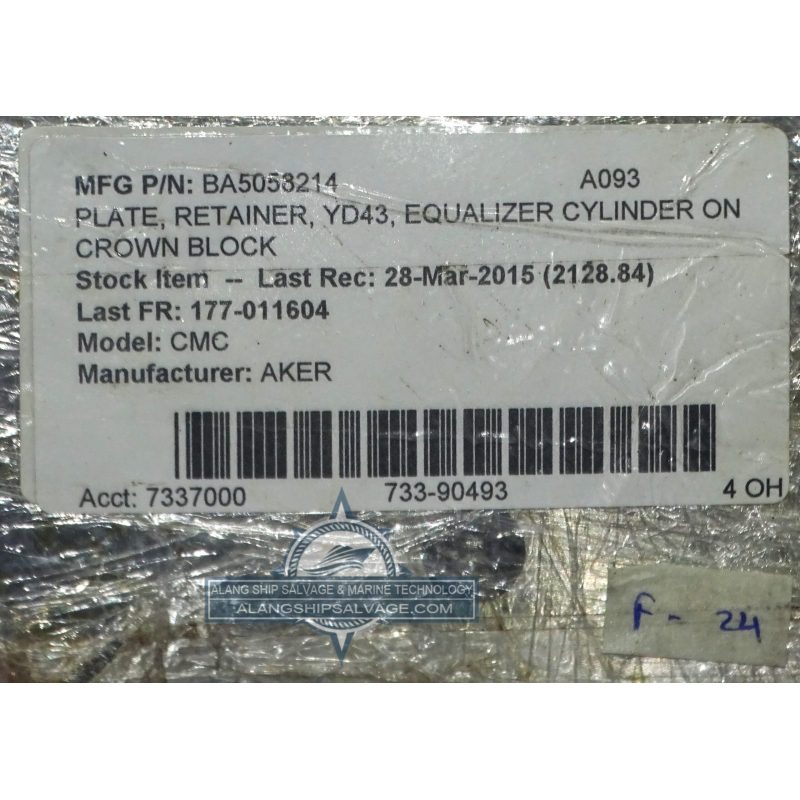 MFG P/N: BA5058214 A093
PLATE, RETAINER, YD43, EQUALIZER CYLINDER ON
CROWN BLOCK
Stock Item -- Last Rec: 28-Mar-2015 (2128.84)
Last FR: 177-011604
Model: CMC
Manufacturer: AKER
Acct: 7337000 733-90493 4 OH
ALANG SHIP SALVAGE & MARINE TECHNOLOGY
ALANGSHIPSALVAGE.COM
F - 24